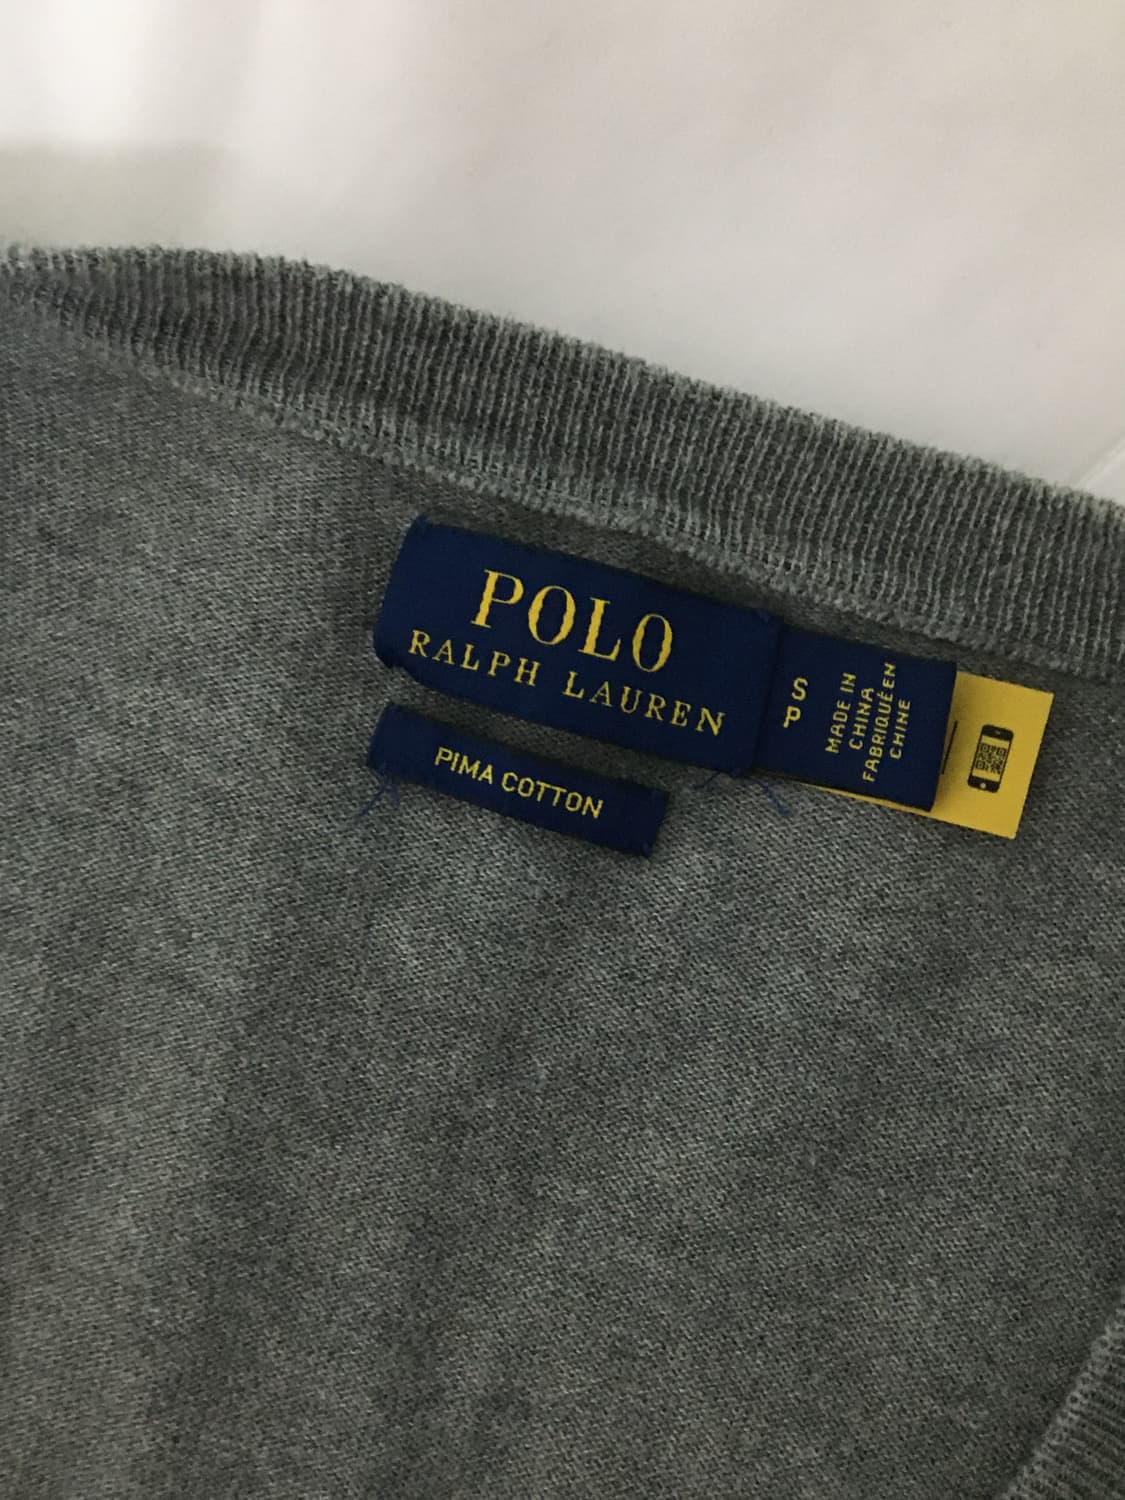 POLO
RALPH LAUREN
PIMA COTTON
S
P
MADE IN
CHINA
FABRIQUÉ EN
CHINE